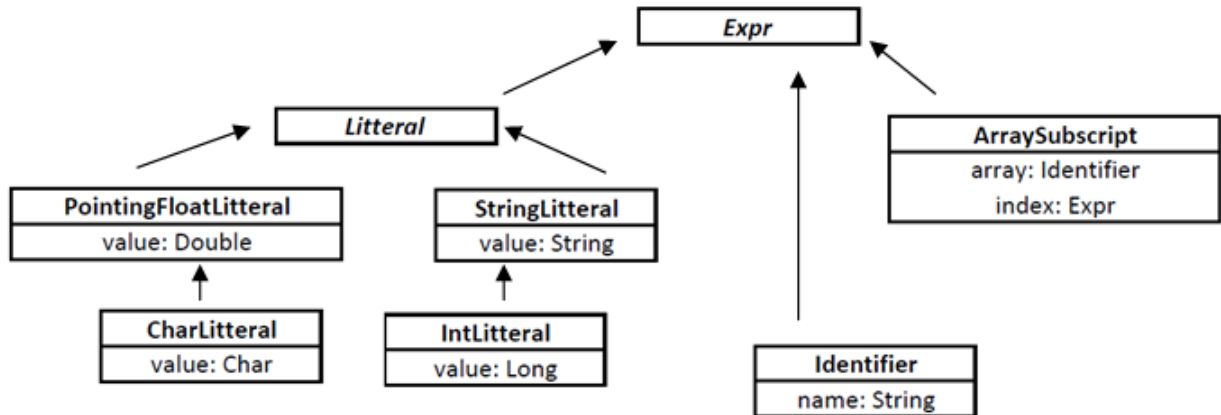 Expr
Litteral
ArraySubscript
array: Identifier
index: Expr
PointingFloatLitteral
value: Double
StringLitteral
value: String
CharLitteral
value: Char
IntLitteral
value: Long
Identifier
name: String